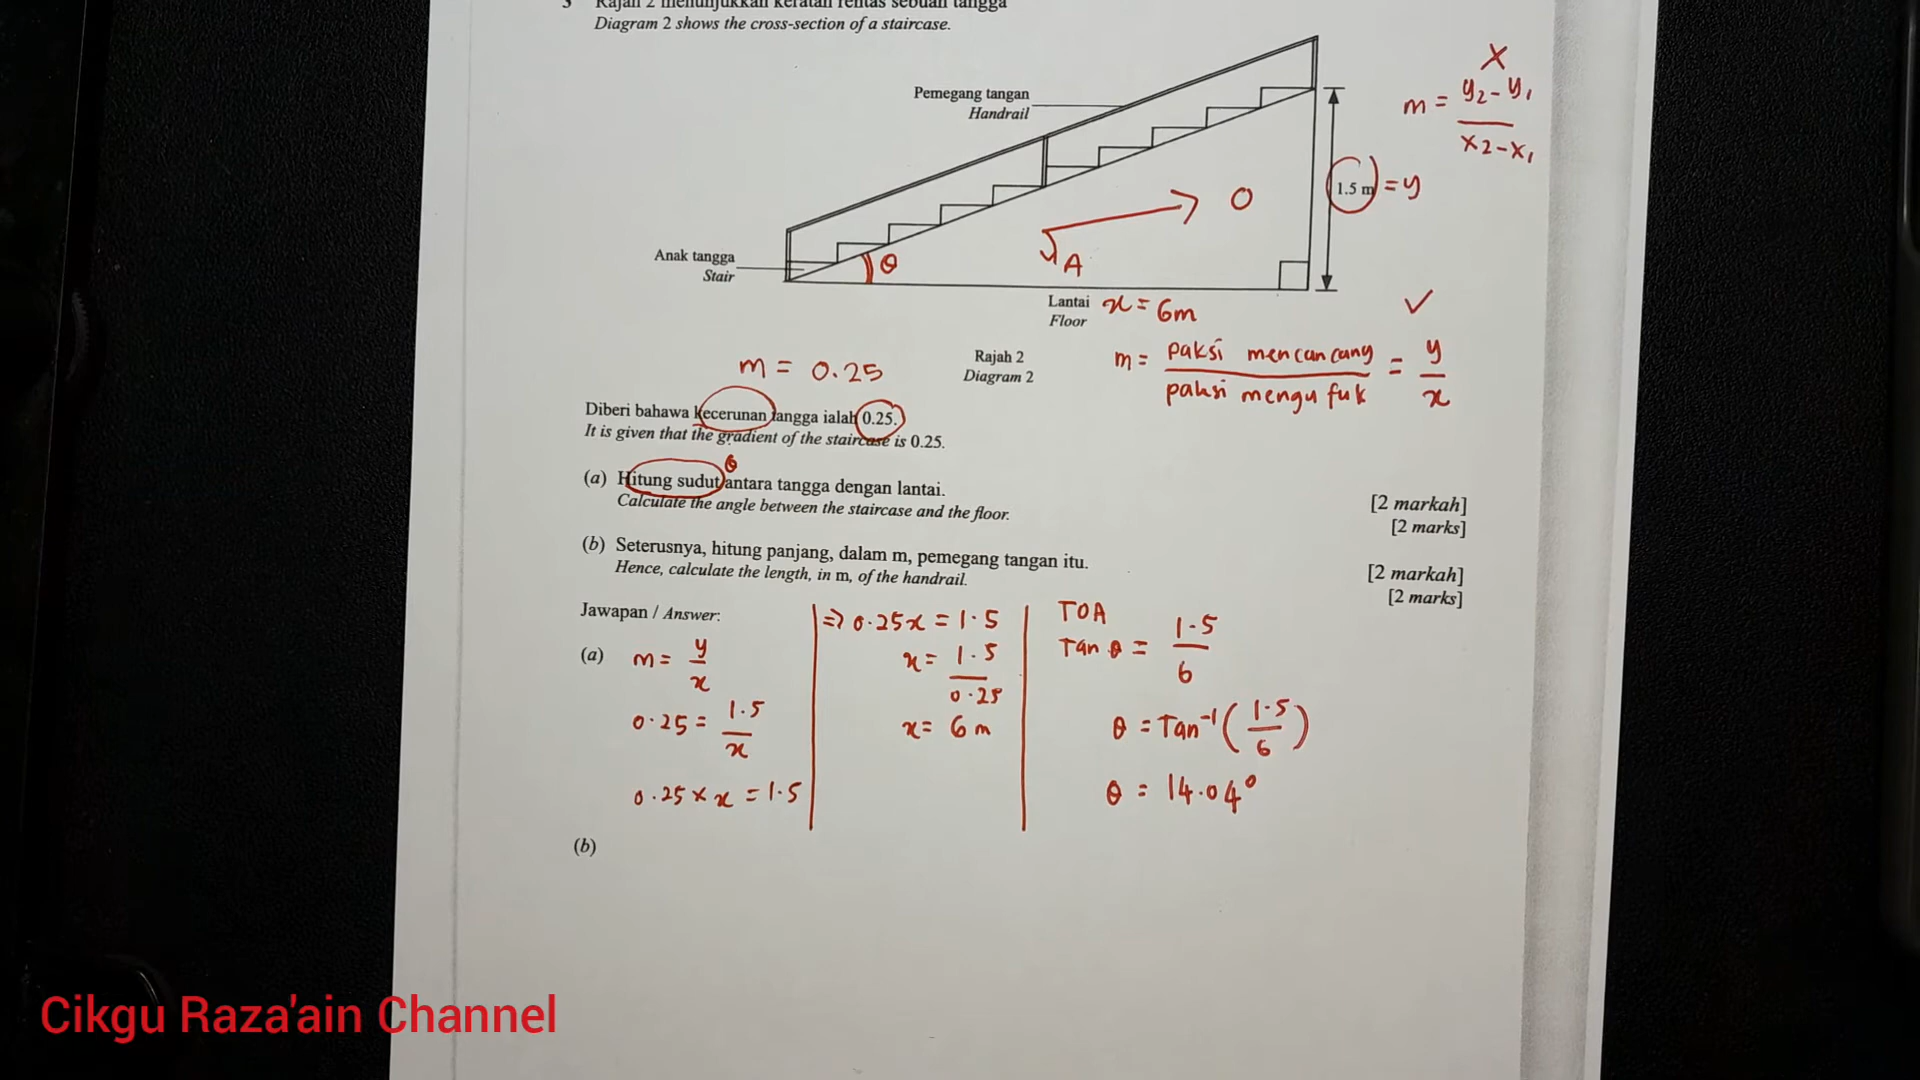 3 Rajah 2 menunjukkan keratan rentas sebuah tangga
Diagram 2 shows the cross-section of a staircase.
Pemegang tangan
Handrail
Anak tangga
Stair
θ
A
O
1.5 m = y
X
m = y2 - y1
x2 - x1
Lantai
Floor
x = 6m
✓
m = paksi mencancang = y
paksi mengufuk x
Rajah 2
Diagram 2
m = 0.25
Diberi bahawa kecerunan tangga ialah 0.25.
It is given that the gradient of the staircase is 0.25.
θ
(a) Hitung sudut antara tangga dengan lantai.
Calculate the angle between the staircase and the floor.
[2 markah]
[2 marks]
(b) Seterusnya, hitung panjang, dalam m, pemegang tangan itu.
Hence, calculate the length, in m, of the handrail.
[2 markah]
[2 marks]
Jawapan / Answer:
(a) m = y
x
0.25 = 1.5
x
0.25 × x = 1.5
⇒ 0.25x = 1.5
x = 1.5
0.25
x = 6 m
TOA
Tan θ = 1.5
6
θ = Tan⁻¹ (1.5
6)
θ = 14.04°
(b)
Cikgu Raza'ain Channel